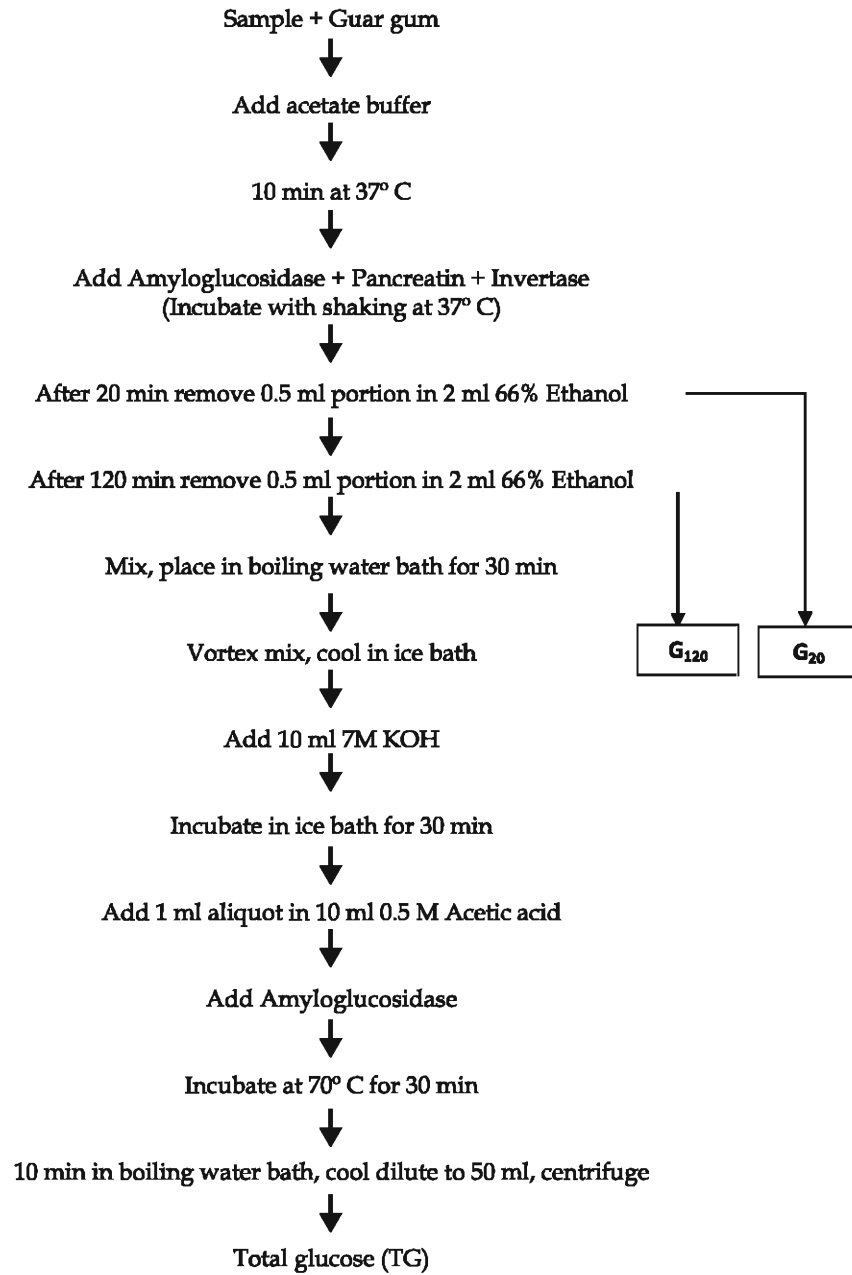 Sample + Guar gum
Add acetate buffer
10 min at 37º C
Add Amyloglucosidase + Pancreatin + Invertase
(Incubate with shaking at 37º C)
After 20 min remove 0.5 ml portion in 2 ml 66% Ethanol
After 120 min remove 0.5 ml portion in 2 ml 66% Ethanol
Mix, place in boiling water bath for 30 min
Vortex mix, cool in ice bath
G₁₂₀
G₂₀
Add 10 ml 7M KOH
Incubate in ice bath for 30 min
Add 1 ml aliquot in 10 ml 0.5 M Acetic acid
Add Amyloglucosidase
Incubate at 70º C for 30 min
10 min in boiling water bath, cool dilute to 50 ml, centrifuge
Total glucose (TG)